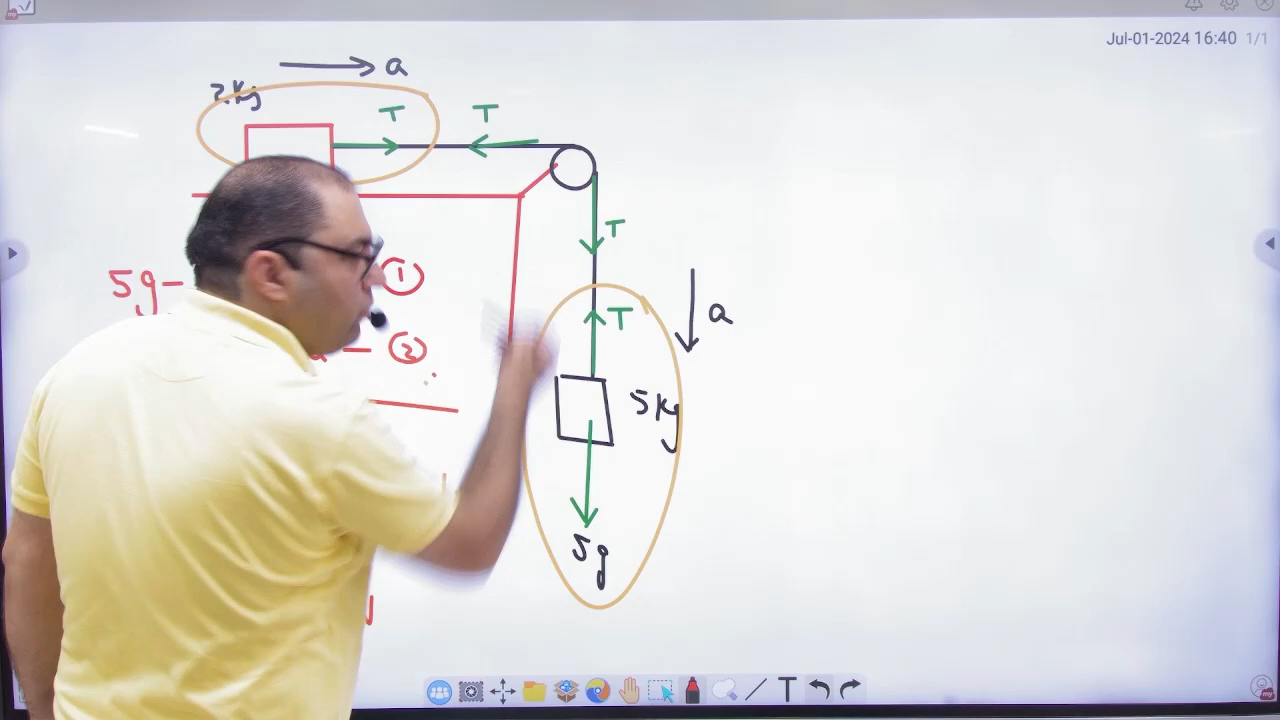 Jul-01-2024 16:40 1/1
a
2kg
T T
T
5g- ①
a
T
a — ②
5kg
5g
T